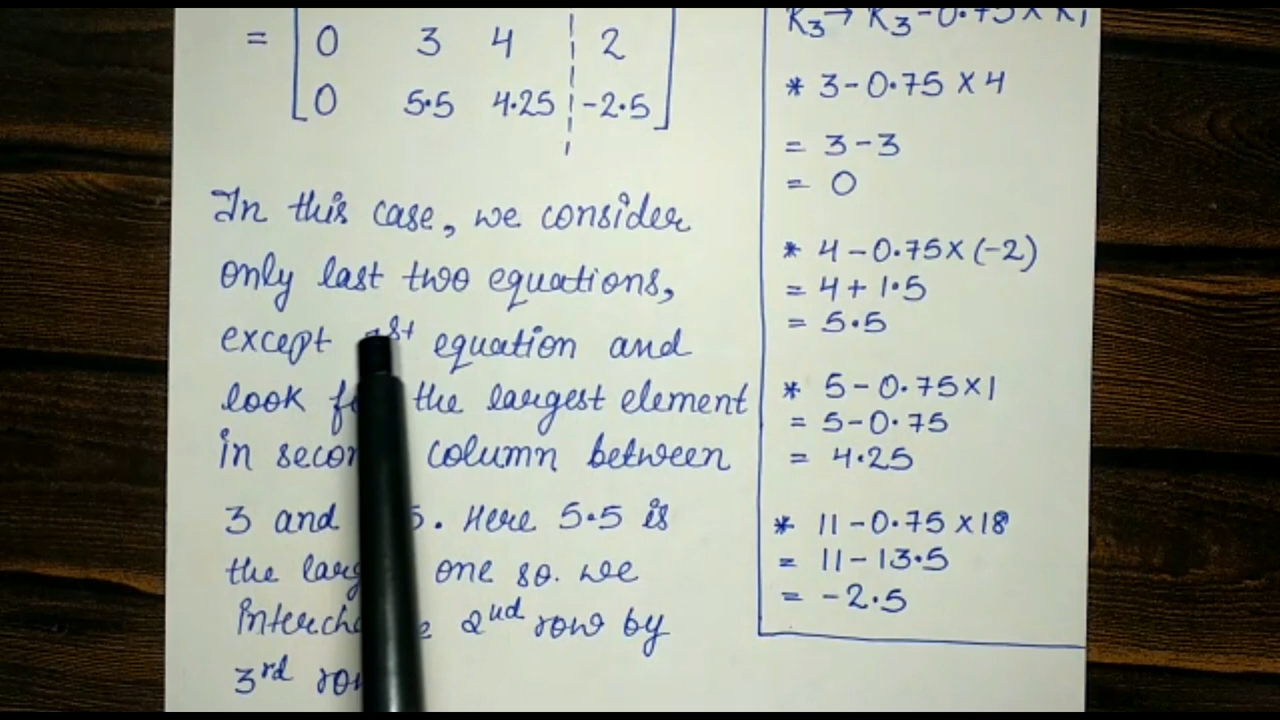 = 0 3 4 2
0 5.5 4.25 -2.5
In this case, we consider
only last two equations,
except equation and
look the largest element
in column between
3 and . Here 5.5 is
the one so. we
2nd row by
3rd
R3 → R3 - 0.75 × R1
* 3 - 0.75 × 4
= 3 - 3
= 0
* 4 - 0.75 × (-2)
= 4 + 1.5
= 5.5
* 5 - 0.75 × 1
= 5 - 0.75
= 4.25
* 11 - 0.75 × 18
= 11 - 13.5
= -2.5